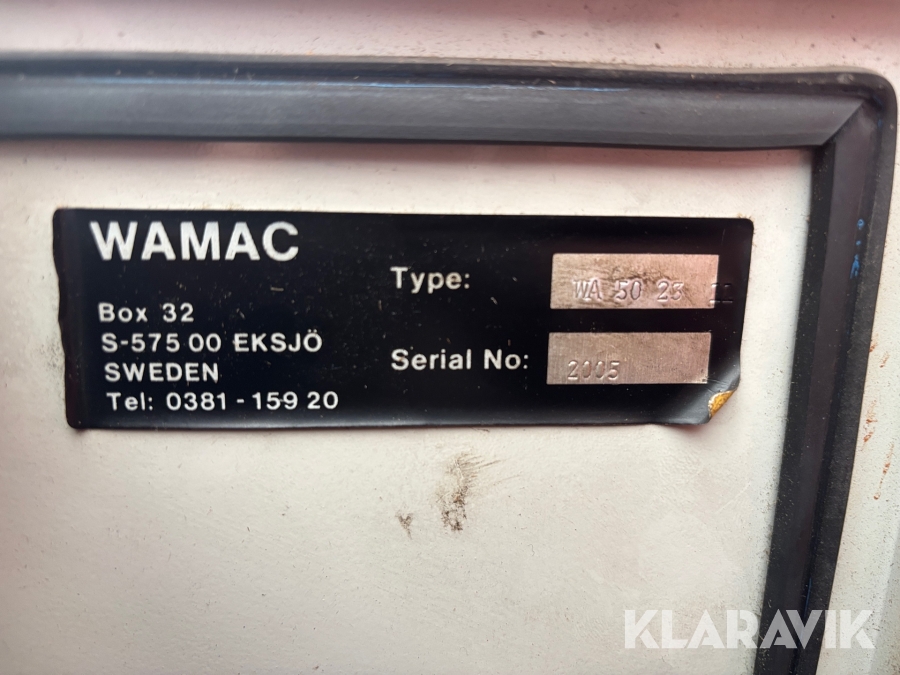 WAMAC
Box 32
S-575 00 EKSJÖ
SWEDEN
Tel: 0381 - 159 20
Type: WA 50 23
Serial No: 2005
KLARAVIK